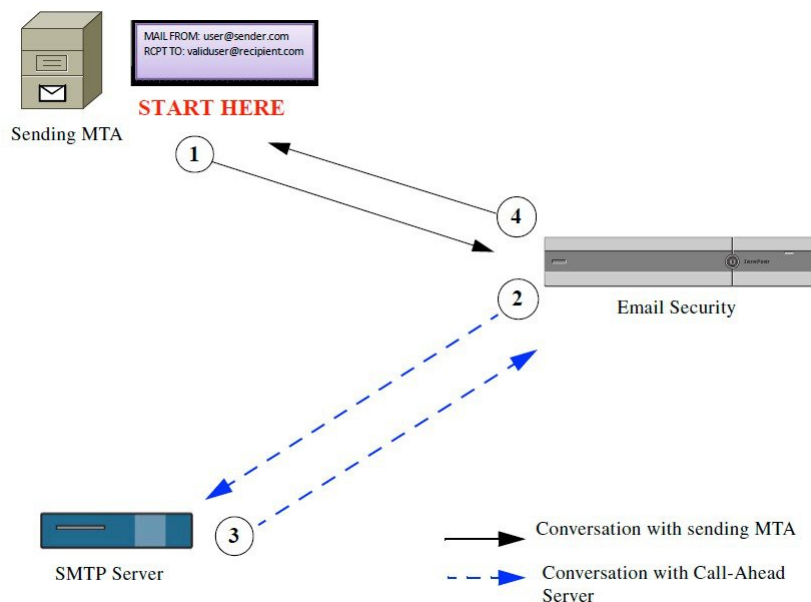 MAIL FROM: user@sender.com
RCPT TO: validuser@recipient.com
START HERE
Sending MTA
1
4
IRONPORT
2
Email Security
3
SMTP Server
Conversation with sending MTA
Conversation with Call-Ahead
Server